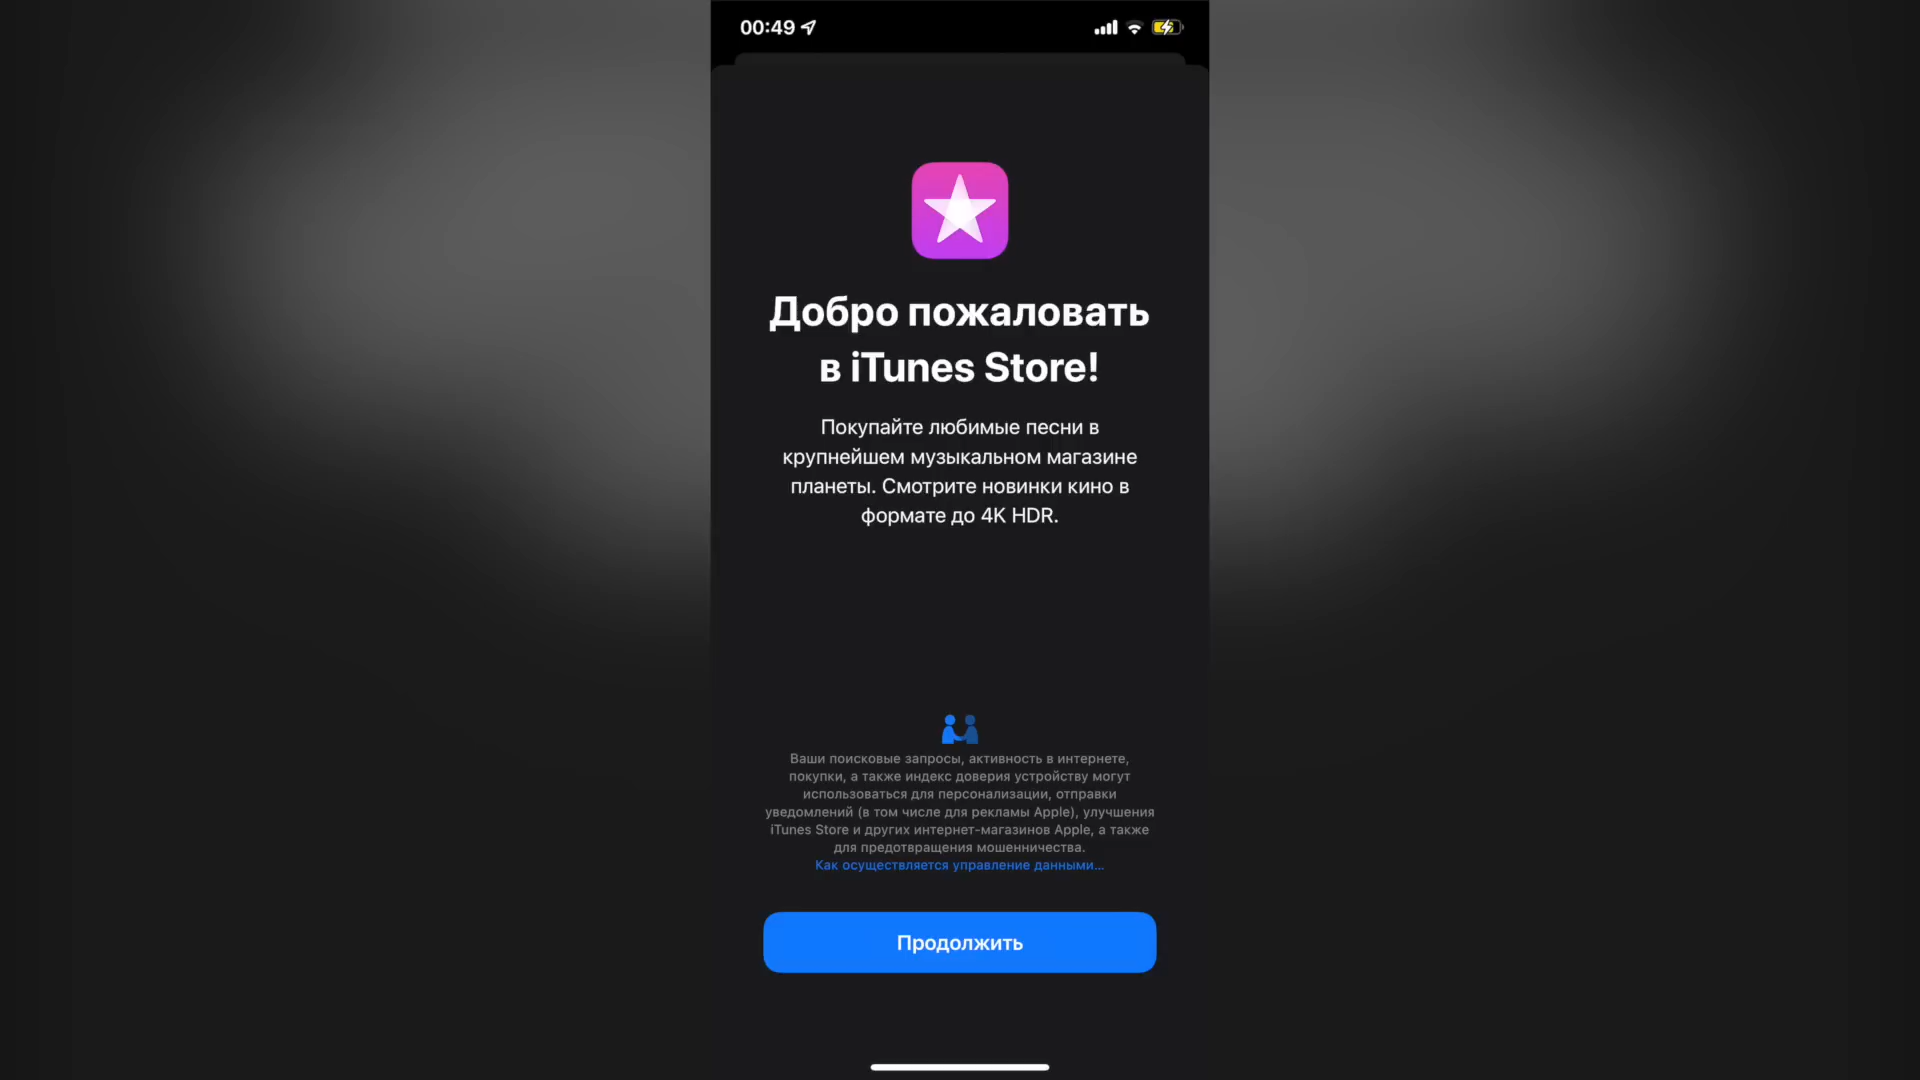 00:49
Добро пожаловать
в iTunes Store!
Покупайте любимые песни в
крупнейшем музыкальном магазине
планеты. Смотрите новинки кино в
формате до 4K HDR.
Ваши поисковые запросы, активность в интернете,
покупки, а также индекс доверия устройству могут
использоваться для персонализации, отправки
уведомлений (в том числе для рекламы Apple), улучшения
iTunes Store и других интернет-магазинов Apple, а также
для предотвращения мошенничества.
Как осуществляется управление данными...
Продолжить